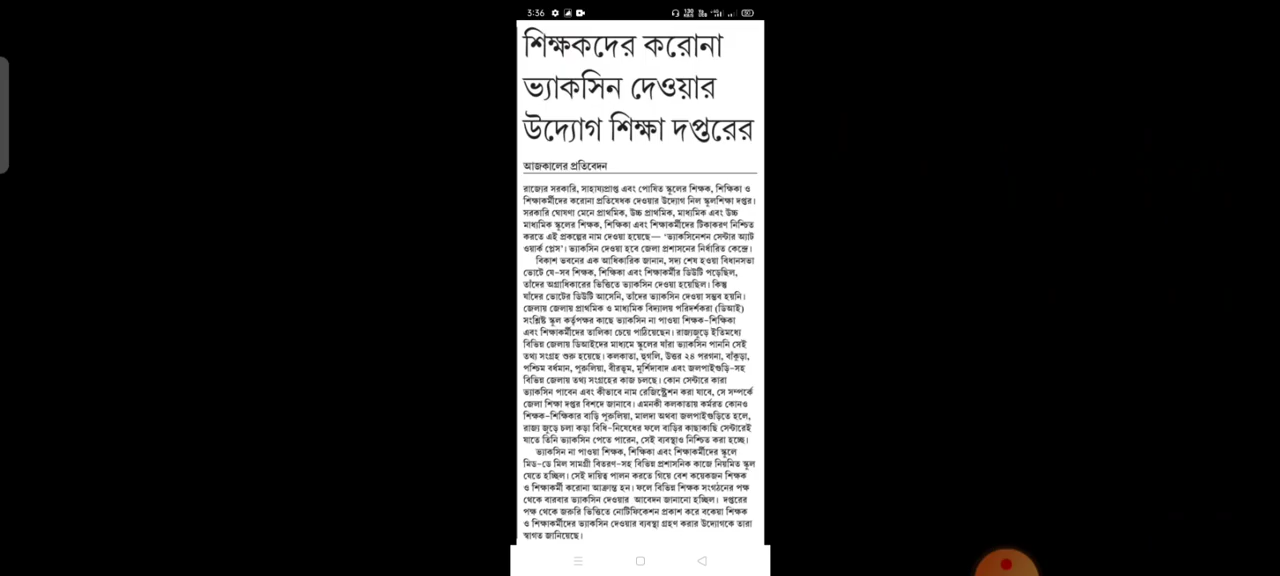 3:36
শিক্ষকদের করোনা
ভ্যাকসিন দেওয়ার
উদ্যোগ শিক্ষা দপ্তরের
আজকালের প্রতিবেদন
রাজ্যের সরকারি, সাহায্যপ্রাপ্ত এবং পোষিত স্কুলের শিক্ষক, শিক্ষিকা ও
শিক্ষাকর্মীদের করোনা প্রতিষেধক দেওয়ার উদ্যোগ নিল স্কুলশিক্ষা দপ্তর।
সরকারি ঘোষণা মেনে প্রাথমিক, উচ্চ প্রাথমিক, মাধ্যমিক এবং উচ্চ
মাধ্যমিক স্কুলের শিক্ষক, শিক্ষিকা এবং শিক্ষাকর্মীদের টিকাকরণ নিশ্চিত
করতে এই প্রকল্পের নাম দেওয়া হয়েছে— ‘ভ্যাকসিনেশন সেন্টার অ্যাট
ওয়ার্ক প্লেস’। ভ্যাকসিন দেওয়া হবে জেলা প্রশাসনের নির্ধারিত কেন্দ্রে।
বিকাশ ভবনের এক আধিকারিক জানান, সদ্য শেষ হওয়া বিধানসভা
ভোটে যে-সব শিক্ষক, শিক্ষিকা এবং শিক্ষাকর্মীর ডিউটি পড়েছিল,
তাঁদের অগ্রাধিকারের ভিত্তিতে ভ্যাকসিন দেওয়া হয়েছিল। কিন্তু
যাঁদের ভোটের ডিউটি আসেনি, তাঁদের ভ্যাকসিন দেওয়া সম্ভব হয়নি।
জেলায় জেলায় প্রাথমিক ও মাধ্যমিক বিদ্যালয় পরিদর্শকরা (ডিআই)
সংশ্লিষ্ট স্কুল কর্তৃপক্ষর কাছে ভ্যাকসিন না পাওয়া শিক্ষক-শিক্ষিকা
এবং শিক্ষাকর্মীদের তালিকা চেয়ে পাঠিয়েছেন। রাজ্যজুড়ে ইতিমধ্যে
বিভিন্ন জেলায় ডিআইদের মাধ্যমে স্কুলের যাঁরা ভ্যাকসিন পাননি সেই
তথ্য সংগ্রহ শুরু হয়েছে। কলকাতা, হুগলি, উত্তর ২৪ পরগনা, বাঁকুড়া,
পশ্চিম বর্ধমান, পুরুলিয়া, বীরভূম, মুর্শিদাবাদ এবং জলপাইগুড়ি-সহ
বিভিন্ন জেলায় তথ্য সংগ্রহের কাজ চলছে। কোন সেন্টারে কারা
ভ্যাকসিন পাবেন এবং কীভাবে নাম রেজিস্ট্রেশন করা যাবে, সে সম্পর্কে
জেলা শিক্ষা দপ্তর বিশদে জানাবে। এমনকী কলকাতায় কর্মরত কোনও
শিক্ষক-শিক্ষিকার বাড়ি পুরুলিয়া, মালদা অথবা জলপাইগুড়িতে হলে,
রাজ্য জুড়ে চলা কড়া বিধি-নিষেধের ফলে বাড়ির কাছাকাছি সেন্টারেই
যাতে তিনি ভ্যাকসিন পেতে পারেন, সেই ব্যবস্থাও নিশ্চিত করা হচ্ছে।
ভ্যাকসিন না পাওয়া শিক্ষক, শিক্ষিকা এবং শিক্ষাকর্মীদের স্কুলে
মিড-ডে মিল সামগ্রী বিতরণ-সহ বিভিন্ন প্রশাসনিক কাজে নিয়মিত স্কুল
যেতে হচ্ছিল। সেই দায়িত্ব পালন করতে গিয়ে বেশ কয়েকজন শিক্ষক
ও শিক্ষাকর্মী করোনা আক্রান্ত হন। ফলে বিভিন্ন শিক্ষক সংগঠনের পক্ষ
থেকে বারবার ভ্যাকসিন দেওয়ার আবেদন জানানো হচ্ছিল। দপ্তরের
পক্ষ থেকে জরুরি ভিত্তিতে নোটিফিকেশন প্রকাশ করে বকেয়া শিক্ষক
ও শিক্ষাকর্মীদের ভ্যাকসিন দেওয়ার ব্যবস্থা গ্রহণ করার উদ্যোগকে তারা
স্বাগত জানিয়েছে।